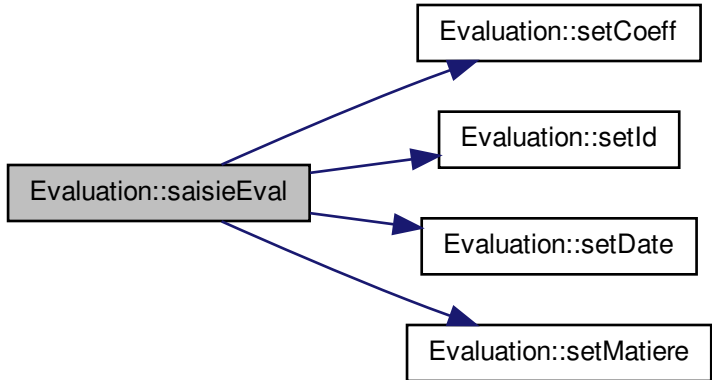 Evaluation::setCoeff
Evaluation::setId
Evaluation::saisieEval
Evaluation::setDate
Evaluation::setMatiere